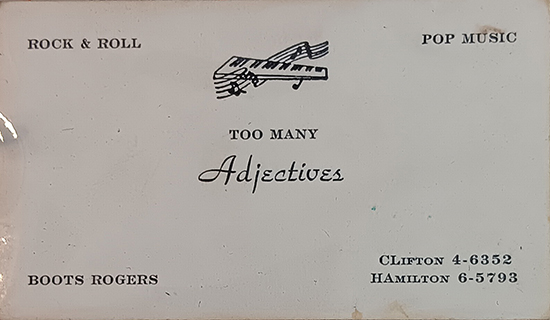 ROCK & ROLL
POP MUSIC
TOO MANY
Adjectives
BOOTS ROGERS
CLIFTON 4-6352
HAMILTON 6-5793